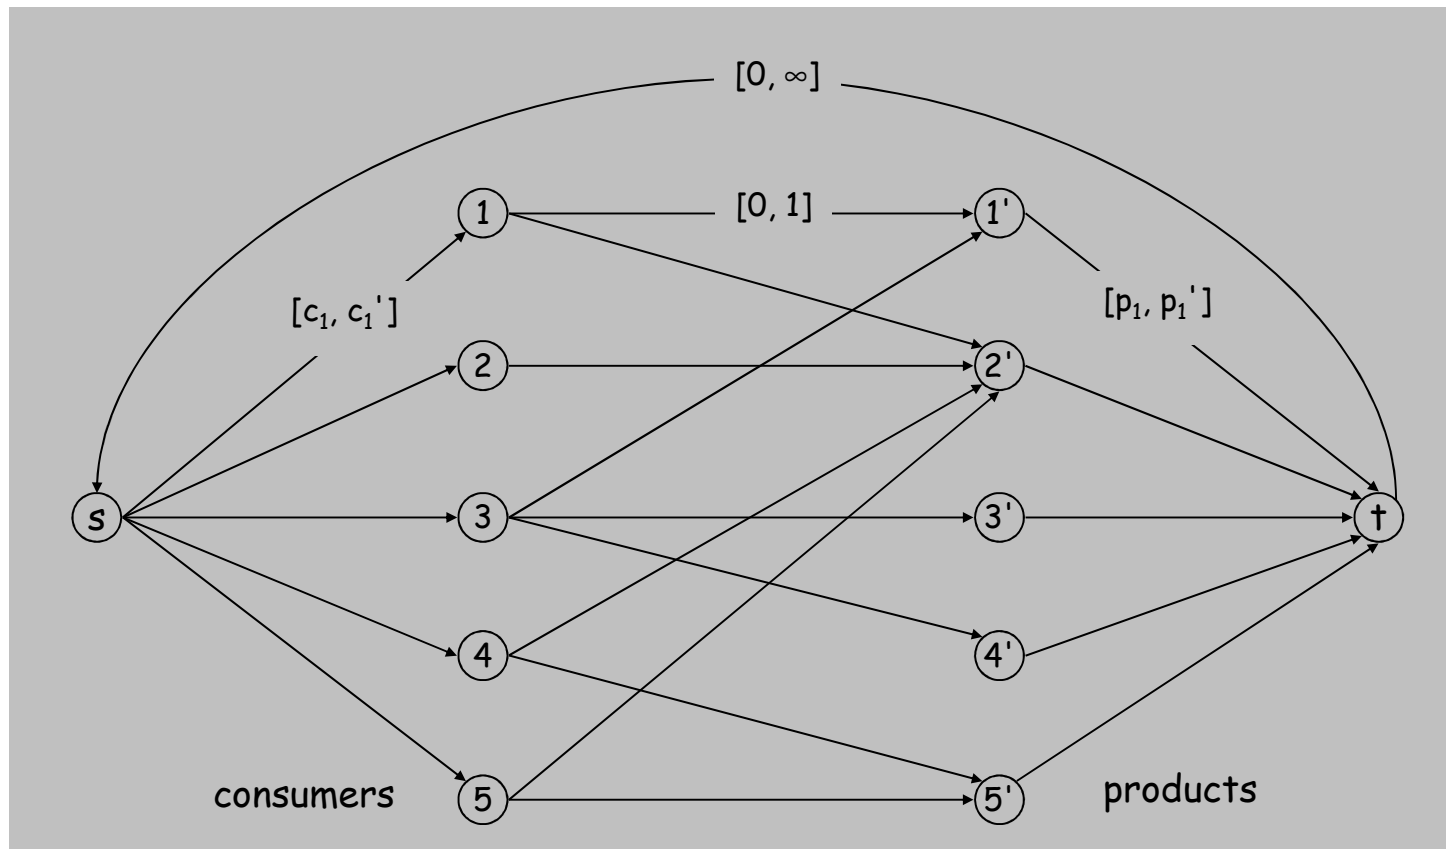 [0, ∞]
1 [0, 1] 1'
[c₁, c₁'] [p₁, p₁']
2 2'
s 3 3' t
4 4'
consumers 5 5' products